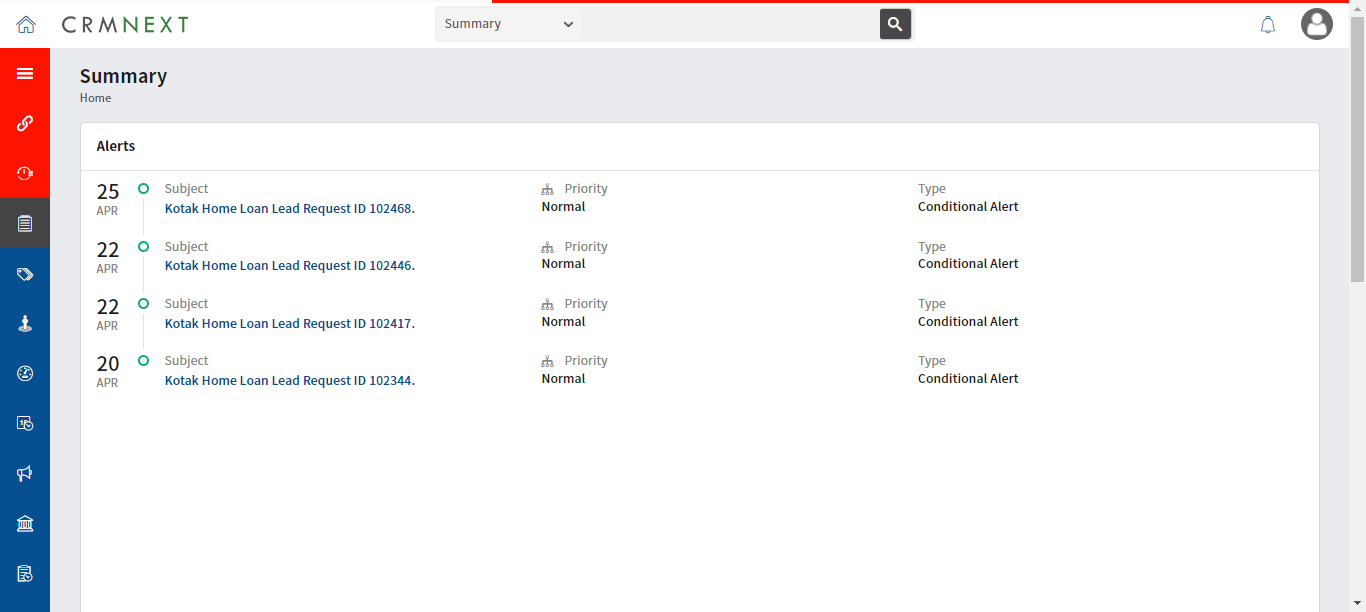 CRMNEXT
Summary
Summary
Home
Alerts
25 Subject Priority Type
APR Kotak Home Loan Lead Request ID 102468. Normal Conditional Alert
22 Subject Priority Type
APR Kotak Home Loan Lead Request ID 102446. Normal Conditional Alert
22 Subject Priority Type
APR Kotak Home Loan Lead Request ID 102417. Normal Conditional Alert
20 Subject Priority Type
APR Kotak Home Loan Lead Request ID 102344. Normal Conditional Alert